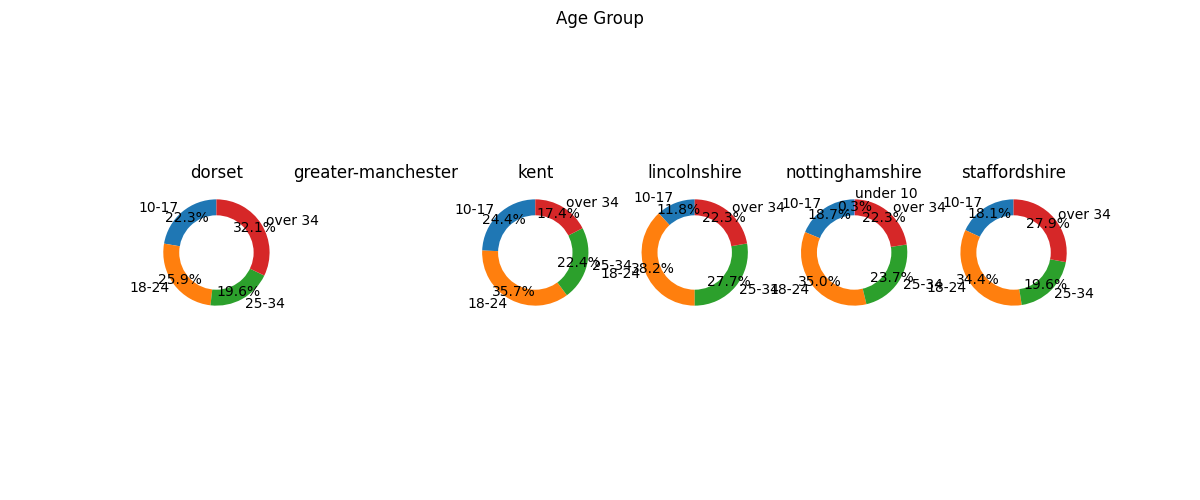 Age Group
dorset
10-17
22.3%
18-24
25.9%
25-34
19.6%
over 34
32.1%
greater-manchester
kent
10-17
24.4%
18-24
35.7%
25-34
22.4%
over 34
17.4%
lincolnshire
10-17
11.8%
18-24
38.2%
25-34
27.7%
over 34
22.3%
nottinghamshire
10-17
18.7%
18-24
35.0%
25-34
23.7%
over 34
22.3%
under 10
0.3%
staffordshire
10-17
18.1%
18-24
34.4%
25-34
19.6%
over 34
27.9%